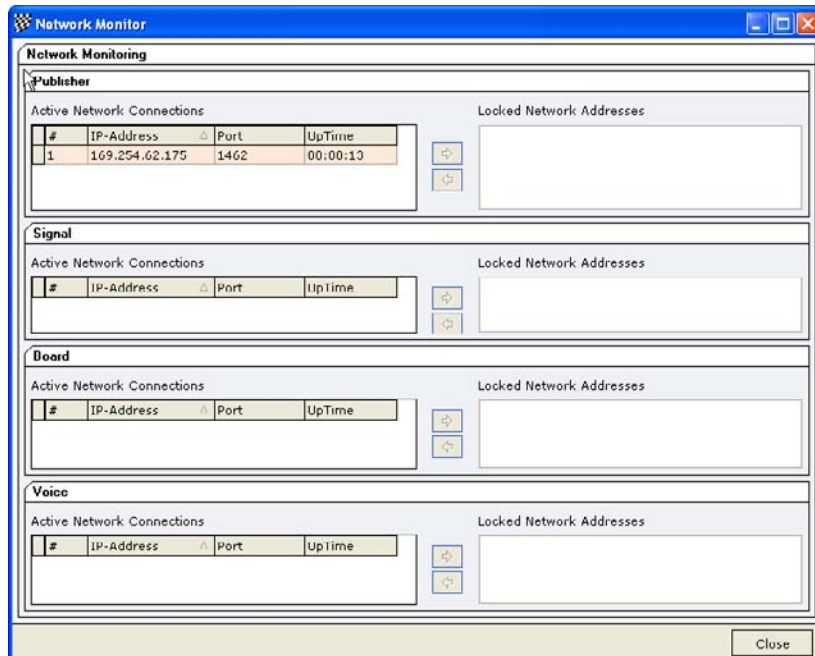 Network Monitor
Network Monitoring
Publisher
Active Network Connections Locked Network Addresses
# IP-Address Port UpTime
1 169.254.62.175 1462 00:00:10
Signal
Active Network Connections Locked Network Addresses
# IP-Address Port UpTime
Board
Active Network Connections Locked Network Addresses
# IP-Address Port UpTime
Voice
Active Network Connections Locked Network Addresses
# IP-Address Port UpTime
Close